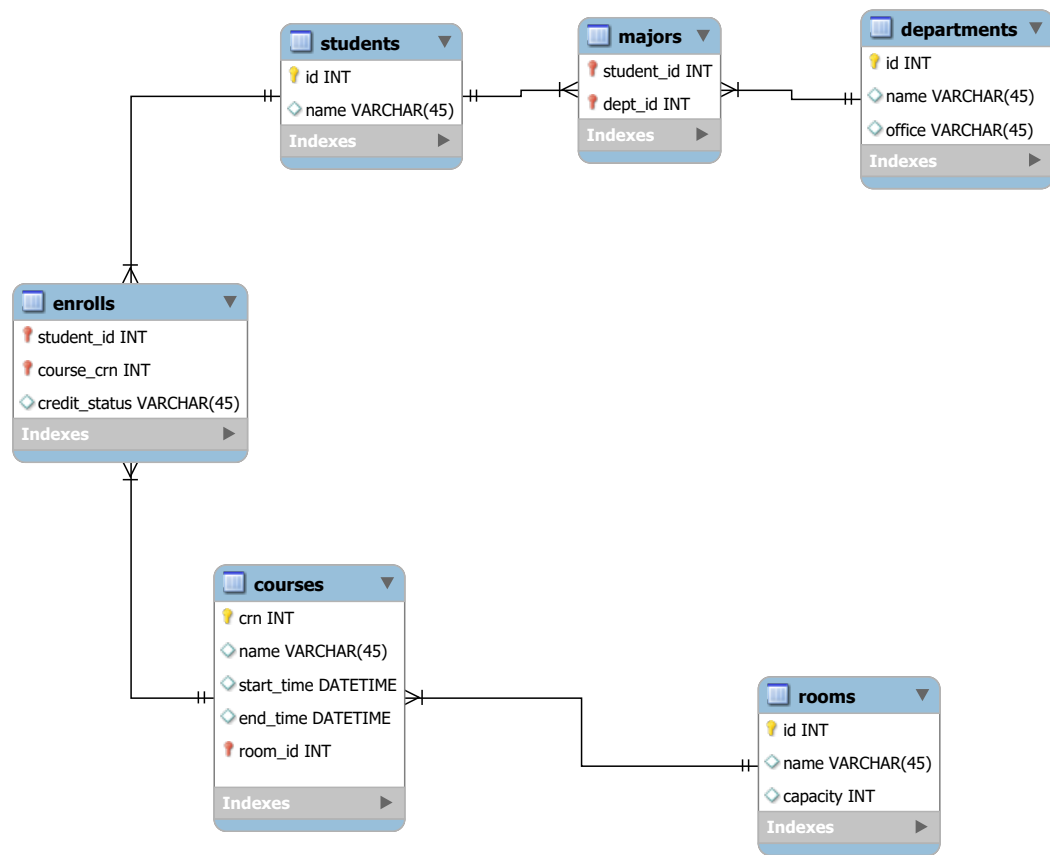 students
id INT
name VARCHAR(45)
Indexes
majors
student_id INT
dept_id INT
Indexes
departments
id INT
name VARCHAR(45)
office VARCHAR(45)
Indexes
enrolls
student_id INT
course_crn INT
credit_status VARCHAR(45)
Indexes
courses
crn INT
name VARCHAR(45)
start_time DATETIME
end_time DATETIME
room_id INT
Indexes
rooms
id INT
name VARCHAR(45)
capacity INT
Indexes